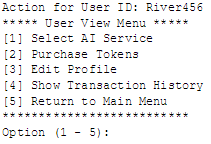 Action for User ID: River456
***** User View Menu *****
[1] Select AI Service
[2] Purchase Tokens
[3] Edit Profile
[4] Show Transaction History
[5] Return to Main Menu
**************************
Option (1 - 5):